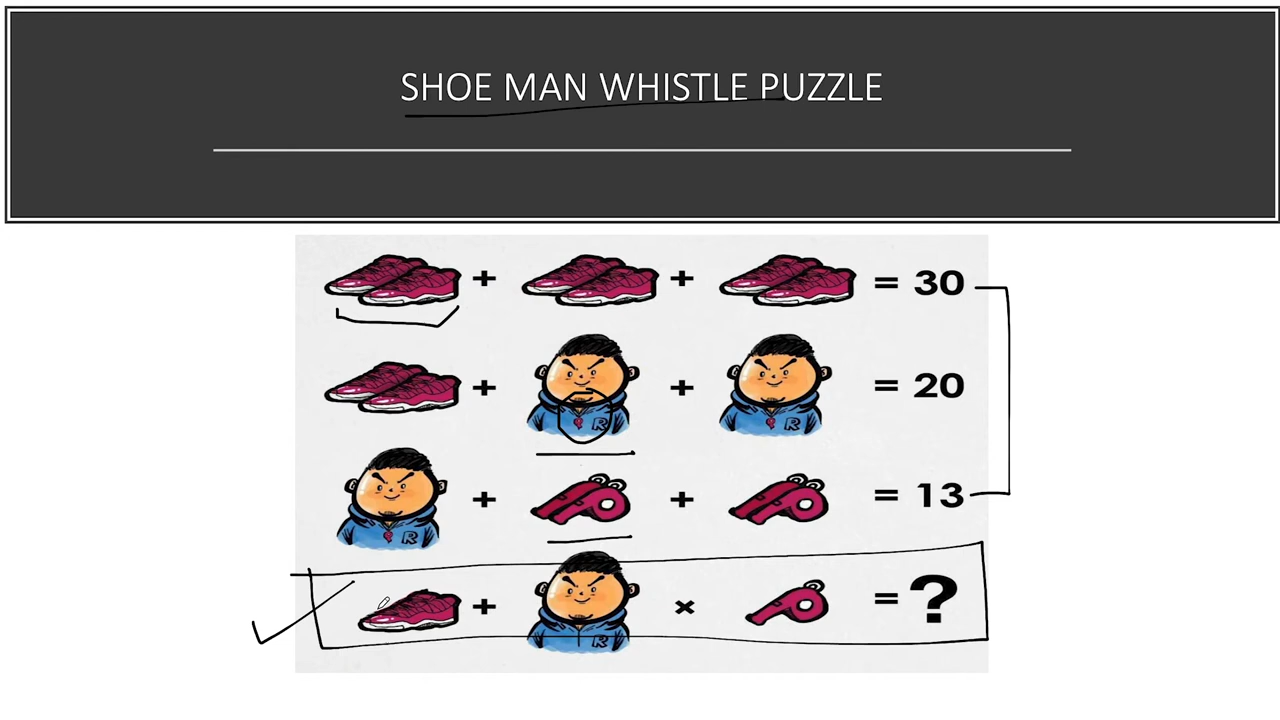 SHOE MAN WHISTLE PUZZLE
+ + = 30
+ R + R = 20
R + + = 13
+ R × = ?